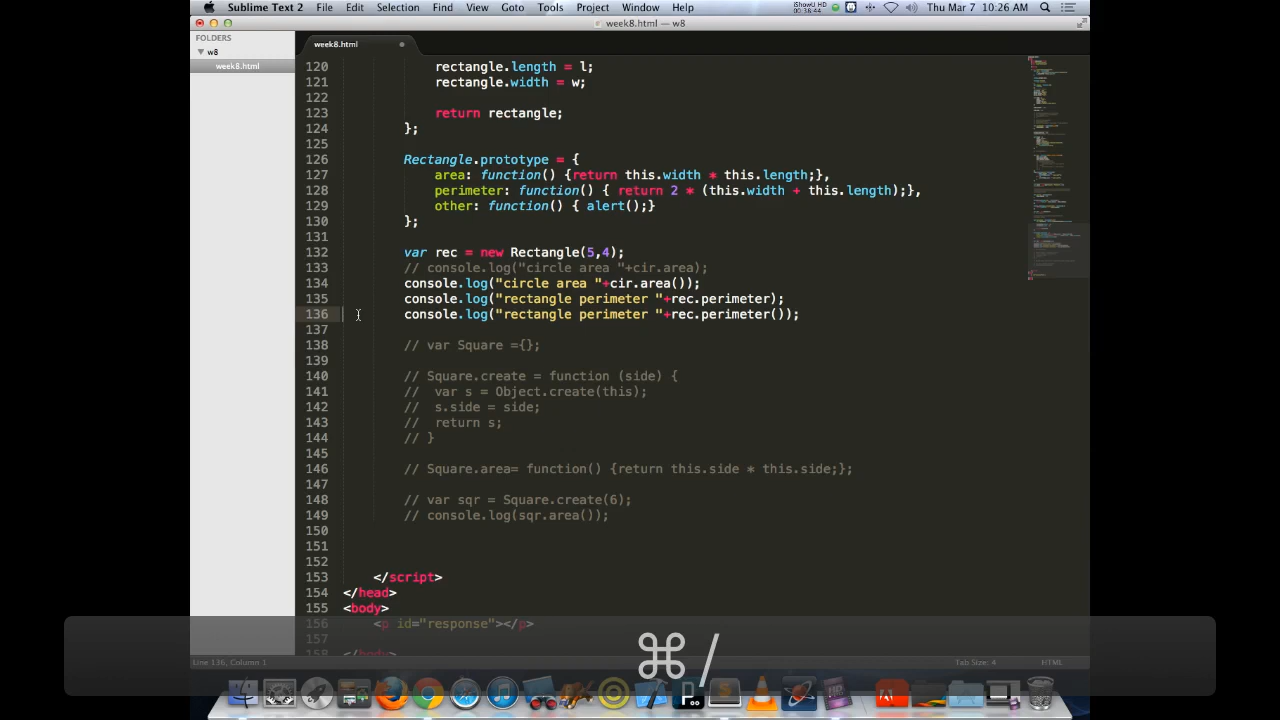 Sublime Text 2 File Edit Selection Find View Goto Tools Project Window Help iShowU HD 00:38:44 Thu Mar 7 10:26 AM
week8.html — w8
FOLDERS
w8
week8.html
week8.html
120 rectangle.length = l;
121 rectangle.width = w;
122
123 return rectangle;
124 };
125
126 Rectangle.prototype = {
127 area: function() {return this.width * this.length;},
128 perimeter: function() { return 2 * (this.width + this.length);},
129 other: function() { alert();}
130 };
131
132 var rec = new Rectangle(5,4);
133 // console.log("circle area "+cir.area);
134 console.log("circle area "+cir.area());
135 console.log("rectangle perimeter "+rec.perimeter);
136 console.log("rectangle perimeter "+rec.perimeter());
137
138 // var Square ={};
139
140 // Square.create = function (side) {
141 // var s = Object.create(this);
142 // s.side = side;
143 // return s;
144 // }
145
146 // Square.area= function() {return this.side * this.side;};
147
148 // var sqr = Square.create(6);
149 // console.log(sqr.area());
150
151
152
153 </script>
154 </head>
155 <body>
156 <p id="response"></p>
157
158 </body>
Line 136, Column 1 Tab Size: 4 HTML
⌘/